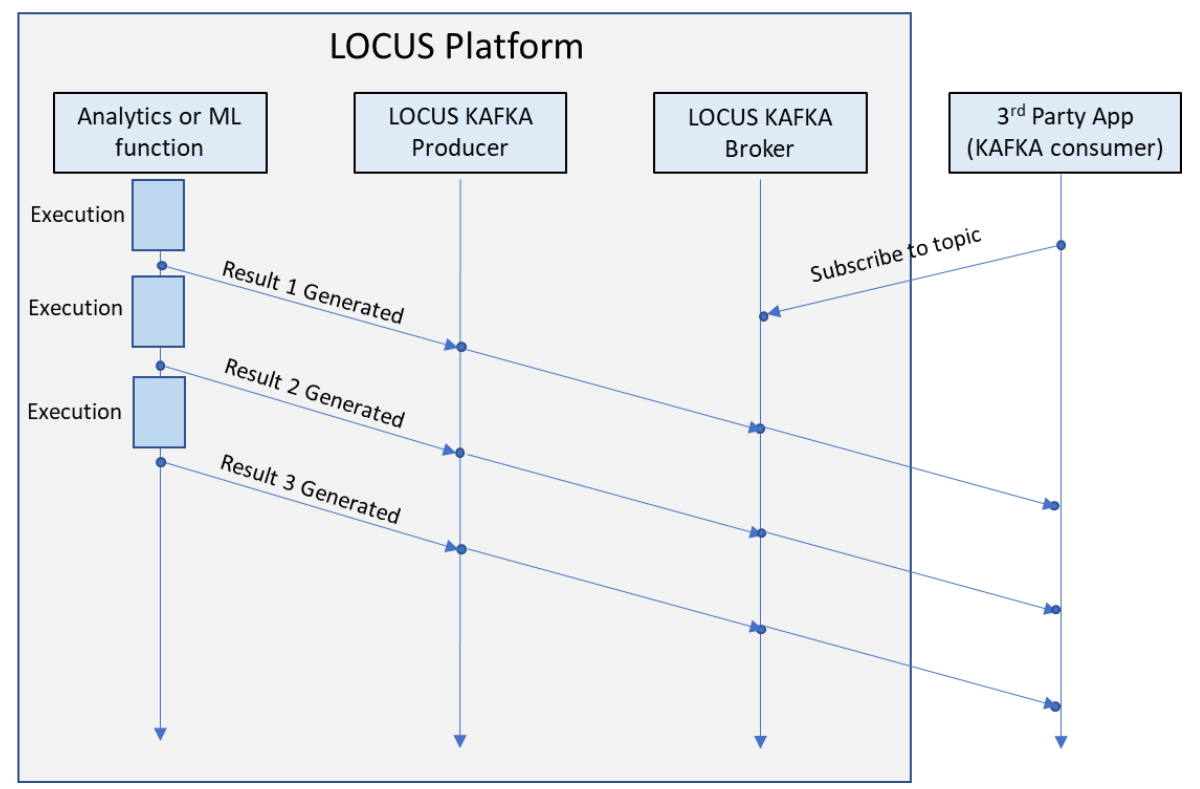 LOCUS Platform
Analytics or ML
function
LOCUS KAFKA
Producer
LOCUS KAFKA
Broker
3rd Party App
(KAFKA consumer)
Execution
Subscribe to topic
Result 1 Generated
Execution
Result 2 Generated
Execution
Result 3 Generated